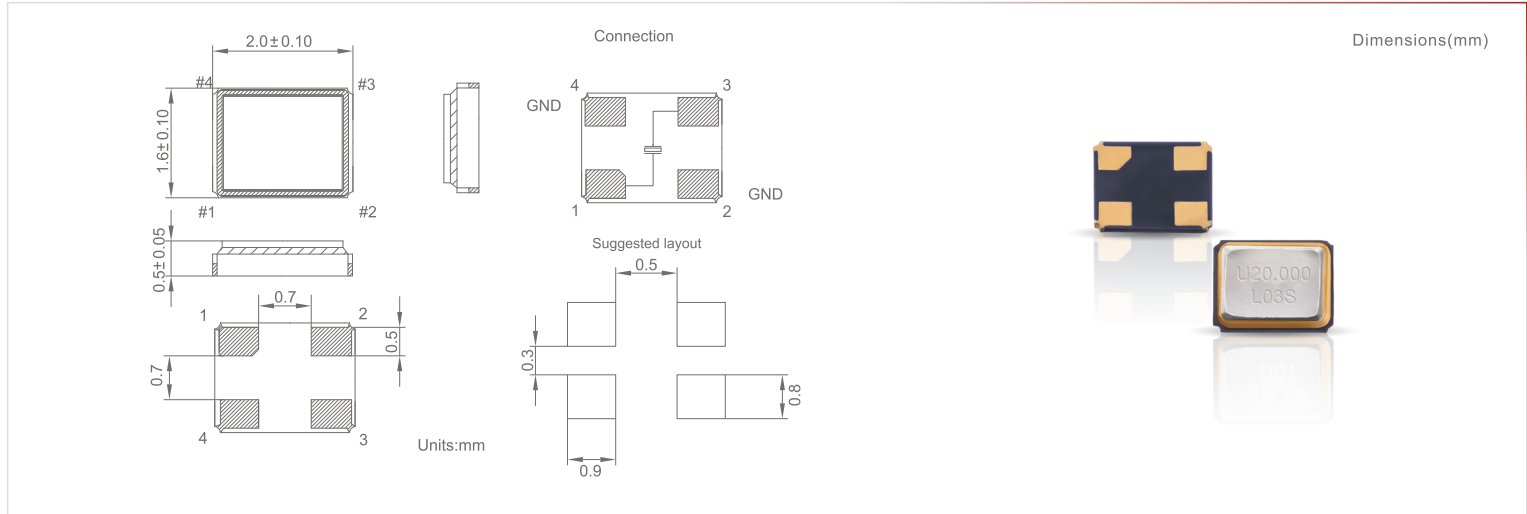 Dimensions(mm)
2.0±0.10
#4
#3
1.6±0.10
#1
#2
0.5±0.05
0.7
1
2
0.5
0.7
4
3
Units:mm
Connection
4
3
GND
GND
1
2
Suggested layout
0.5
0.3
0.8
0.9
U20.000
L03S